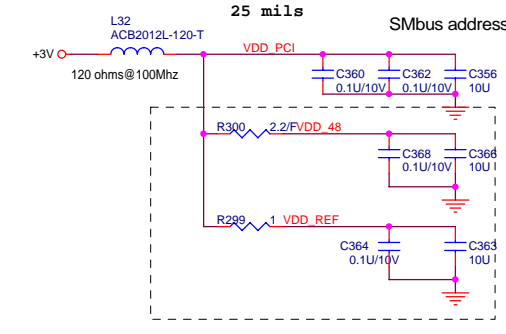 25 mils
L32
SMbus address
ACB2012L-120-T
+3V
VDD_PCI
120 ohms@100Mhz
C360
C362
C356
0.1U/10V
0.1U/10V
10U
R300
2.2/F
VDD_48
C368
C366
0.1U/10V
10U
R299
1
VDD_REF
C364
C363
0.1U/10V
10U